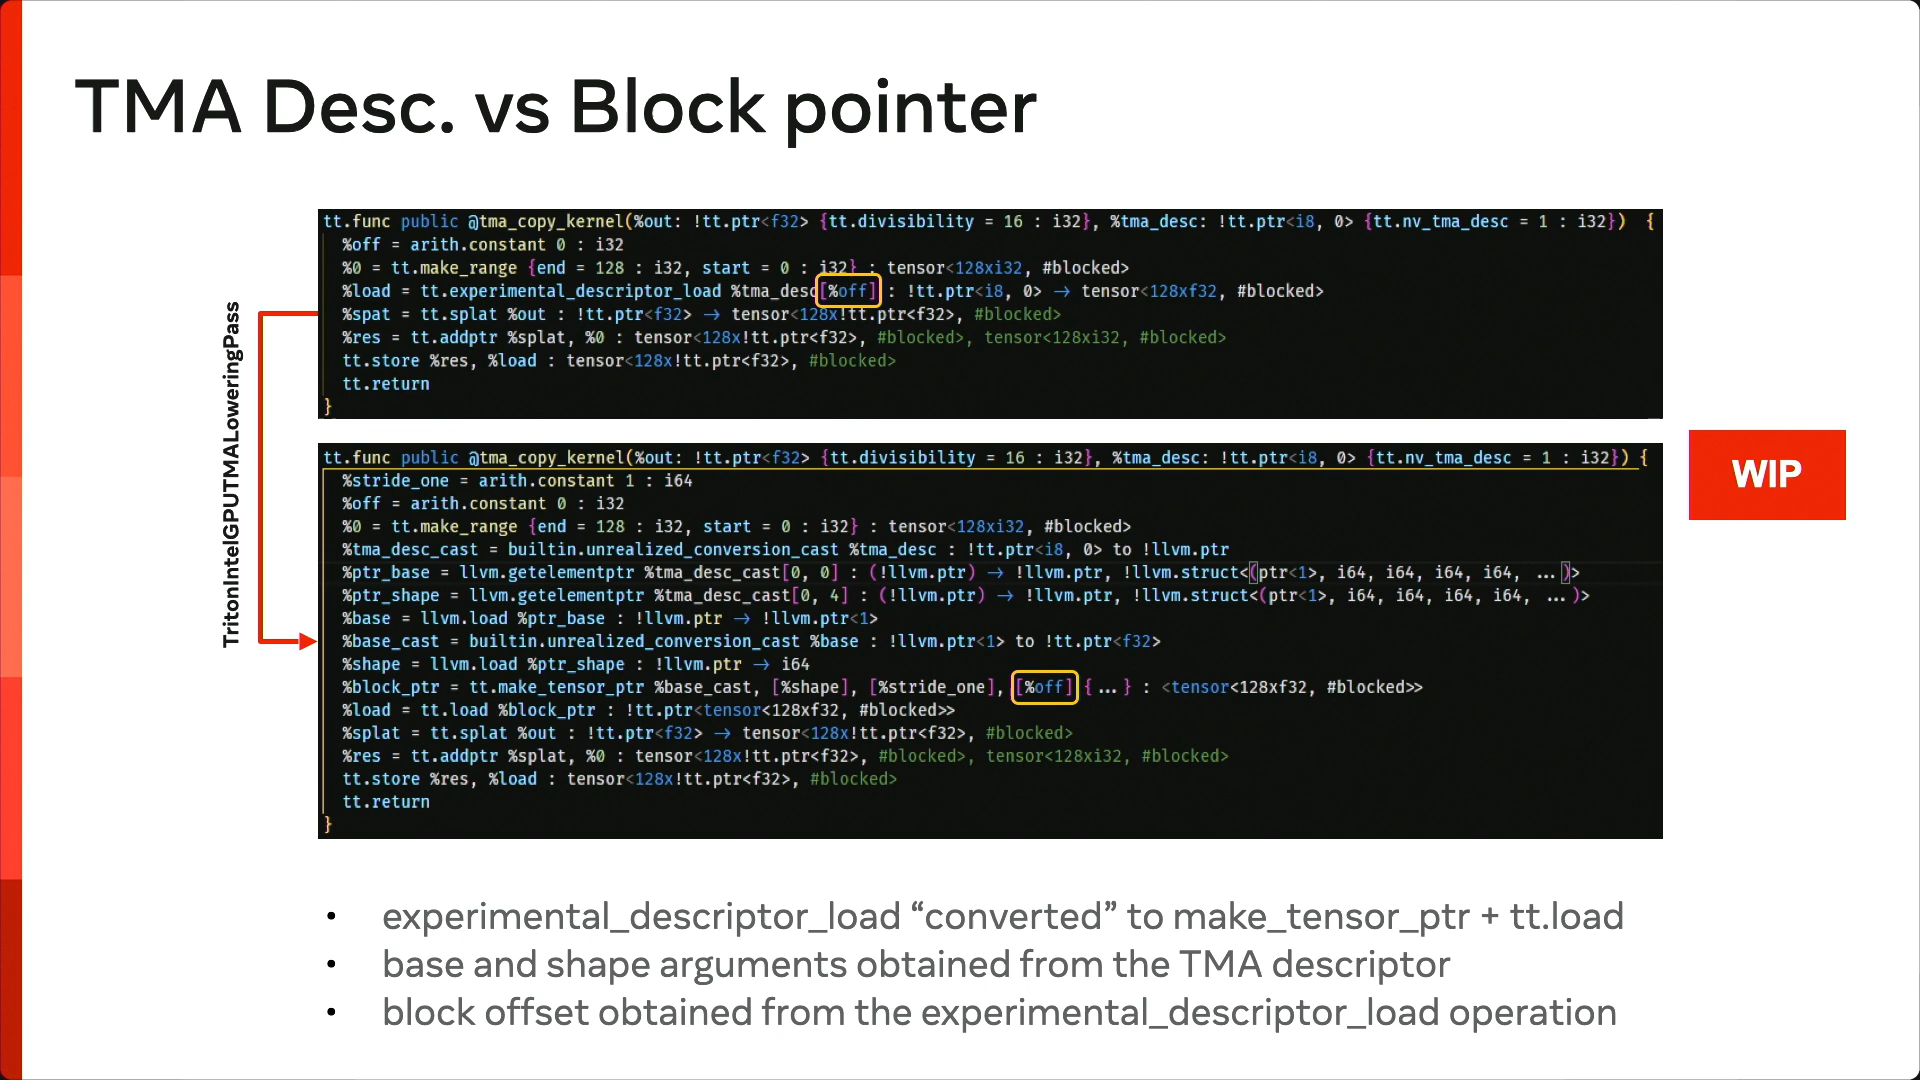 TMA Desc. vs Block pointer
tt.func public @tma_copy_kernel(%out: !tt.ptr<f32> {tt.divisibility = 16 : i32}, %tma_desc: !tt.ptr<i8, 0> {tt.nv_tma_desc = 1 : i32}) {
%off = arith.constant 0 : i32
%0 = tt.make_range {end = 128 : i32, start = 0 : i32} : tensor<128xi32, #blocked>
%load = tt.experimental_descriptor_load %tma_desc[%off] : !tt.ptr<i8, 0> → tensor<128xf32, #blocked>
%spat = tt.splat %out : !tt.ptr<f32> → tensor<128x!tt.ptr<f32>, #blocked>
%res = tt.addptr %splat, %0 : tensor<128x!tt.ptr<f32>, #blocked>, tensor<128xi32, #blocked>
tt.store %res, %load : tensor<128x!tt.ptr<f32>, #blocked>
tt.return
}
TritonIntelGPUTMALoweringPass
tt.func public @tma_copy_kernel(%out: !tt.ptr<f32> {tt.divisibility = 16 : i32}, %tma_desc: !tt.ptr<i8, 0> {tt.nv_tma_desc = 1 : i32}) {
%stride_one = arith.constant 1 : i64
%off = arith.constant 0 : i32
%0 = tt.make_range {end = 128 : i32, start = 0 : i32} : tensor<128xi32, #blocked>
%tma_desc_cast = builtin.unrealized_conversion_cast %tma_desc : !tt.ptr<i8, 0> to !llvm.ptr
%ptr_base = llvm.getelementptr %tma_desc_cast[0, 0] : (!llvm.ptr) → !llvm.ptr, !llvm.struct<(ptr<1>, i64, i64, i64, i64, ...)>
%ptr_shape = llvm.getelementptr %tma_desc_cast[0, 4] : (!llvm.ptr) → !llvm.ptr, !llvm.struct<(ptr<1>, i64, i64, i64, i64, ...)>
%base = llvm.load %ptr_base : !llvm.ptr → !llvm.ptr<1>
%base_cast = builtin.unrealized_conversion_cast %base : !llvm.ptr<1> to !tt.ptr<f32>
%shape = llvm.load %ptr_shape : !llvm.ptr → i64
%block_ptr = tt.make_tensor_ptr %base_cast, [%shape], [%stride_one], [%off] {...} : <tensor<128xf32, #blocked>>
%load = tt.load %block_ptr : !tt.ptr<tensor<128xf32, #blocked>>
%splat = tt.splat %out : !tt.ptr<f32> → tensor<128x!tt.ptr<f32>, #blocked>
%res = tt.addptr %splat, %0 : tensor<128x!tt.ptr<f32>, #blocked>, tensor<128xi32, #blocked>
tt.store %res, %load : tensor<128x!tt.ptr<f32>, #blocked>
tt.return
}
WIP
• experimental_descriptor_load “converted” to make_tensor_ptr + tt.load
• base and shape arguments obtained from the TMA descriptor
• block offset obtained from the experimental_descriptor_load operation